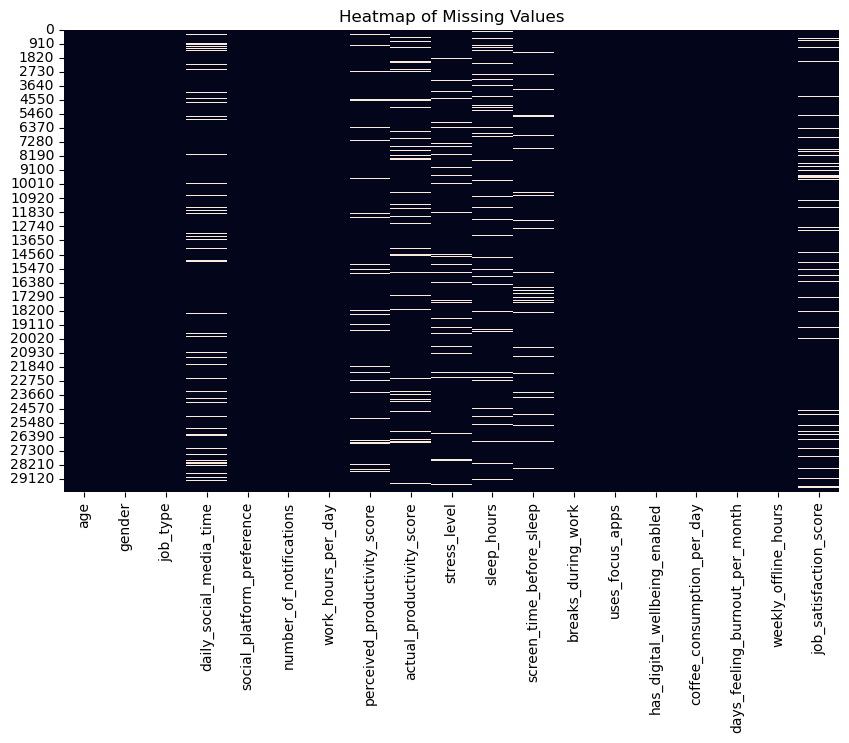 Heatmap of Missing Values
0
910
1820
2730
3640
4550
5460
6370
7280
8190
9100
10010
10920
11830
12740
13650
14560
15470
16380
17290
18200
19110
20020
20930
21840
22750
23660
24570
25480
26390
27300
28210
29120
age
gender
job_type
daily_social_media_time
social_platform_preference
number_of_notifications
work_hours_per_day
perceived_productivity_score
actual_productivity_score
stress_level
sleep_hours
screen_time_before_sleep
breaks_during_work
uses_focus_apps
has_digital_wellbeing_enabled
coffee_consumption_per_day
days_feeling_burnout_per_month
weekly_offline_hours
job_satisfaction_score